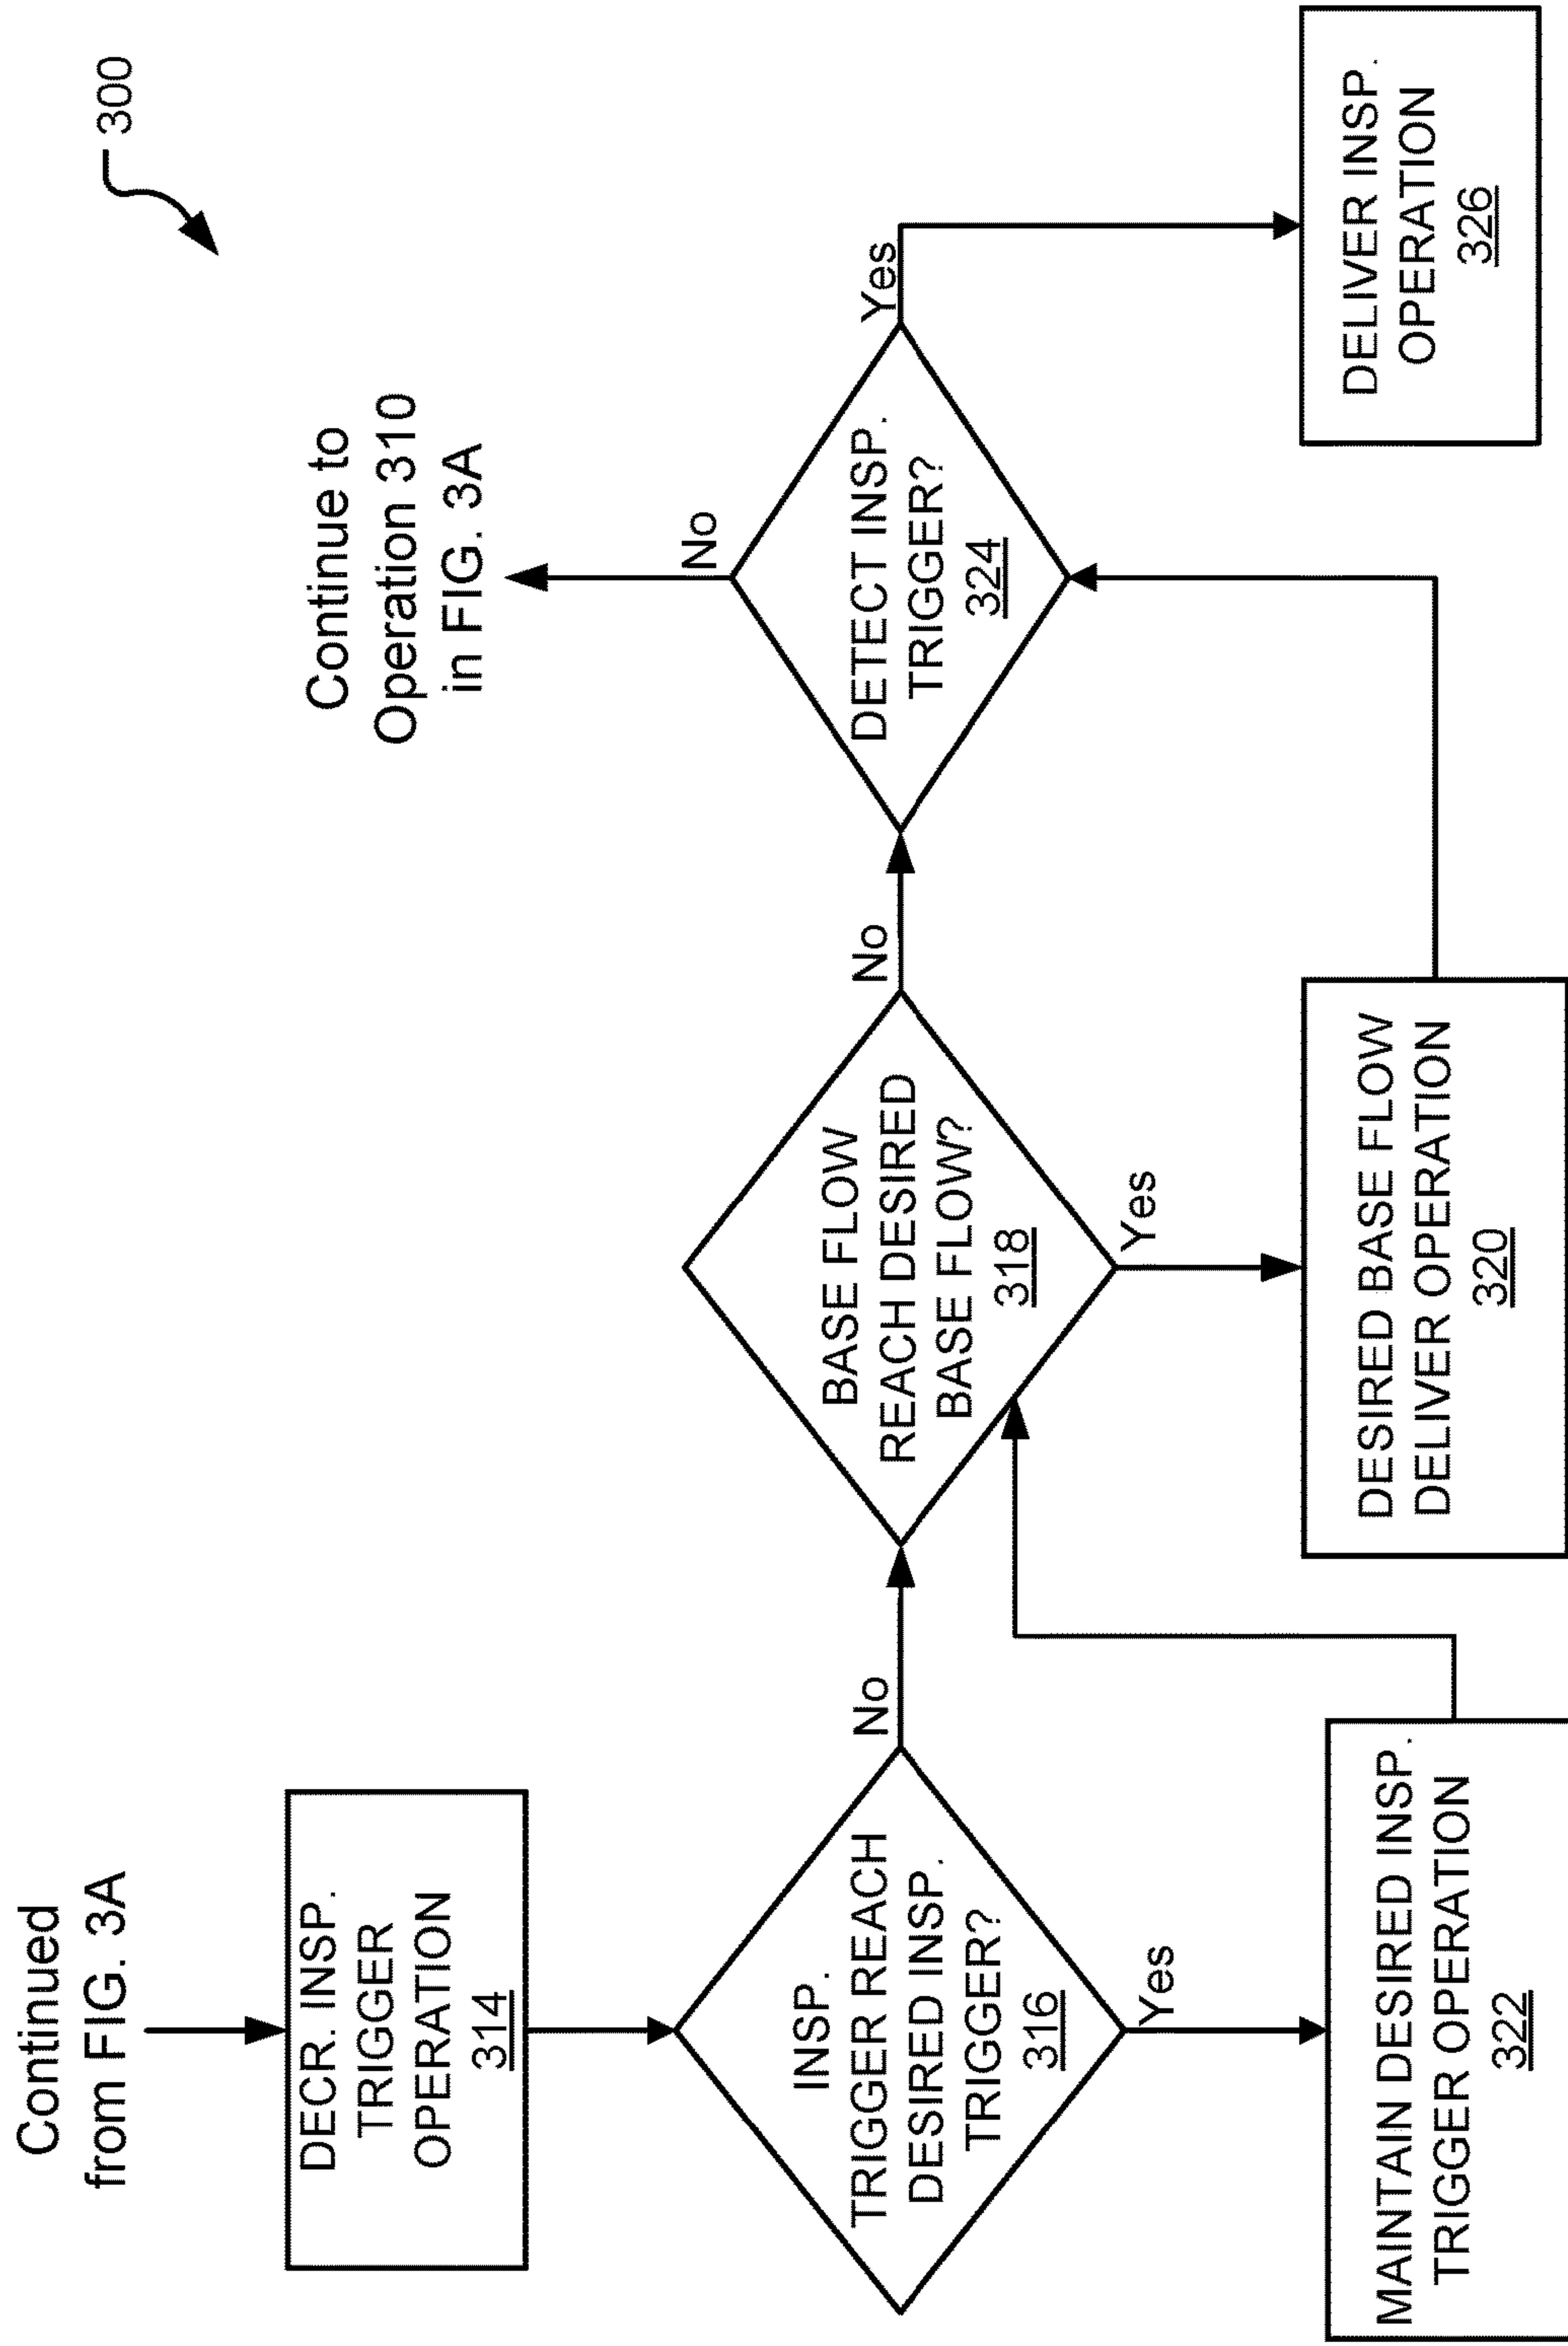 300
Continued
from FIG. 3A
DECR. INSP.
TRIGGER
OPERATION
314
INSP.
TRIGGER REACH
DESIRED INSP.
TRIGGER?
316
No
Yes
MAINTAIN DESIRED INSP.
TRIGGER OPERATION
322
BASE FLOW
REACH DESIRED
BASE FLOW?
318
No
Yes
DESIRED BASE FLOW
DELIVER OPERATION
320
Continue to
Operation 310
in FIG. 3A
No
DETECT INSP.
TRIGGER?
324
Yes
DELIVER INSP.
OPERATION
326